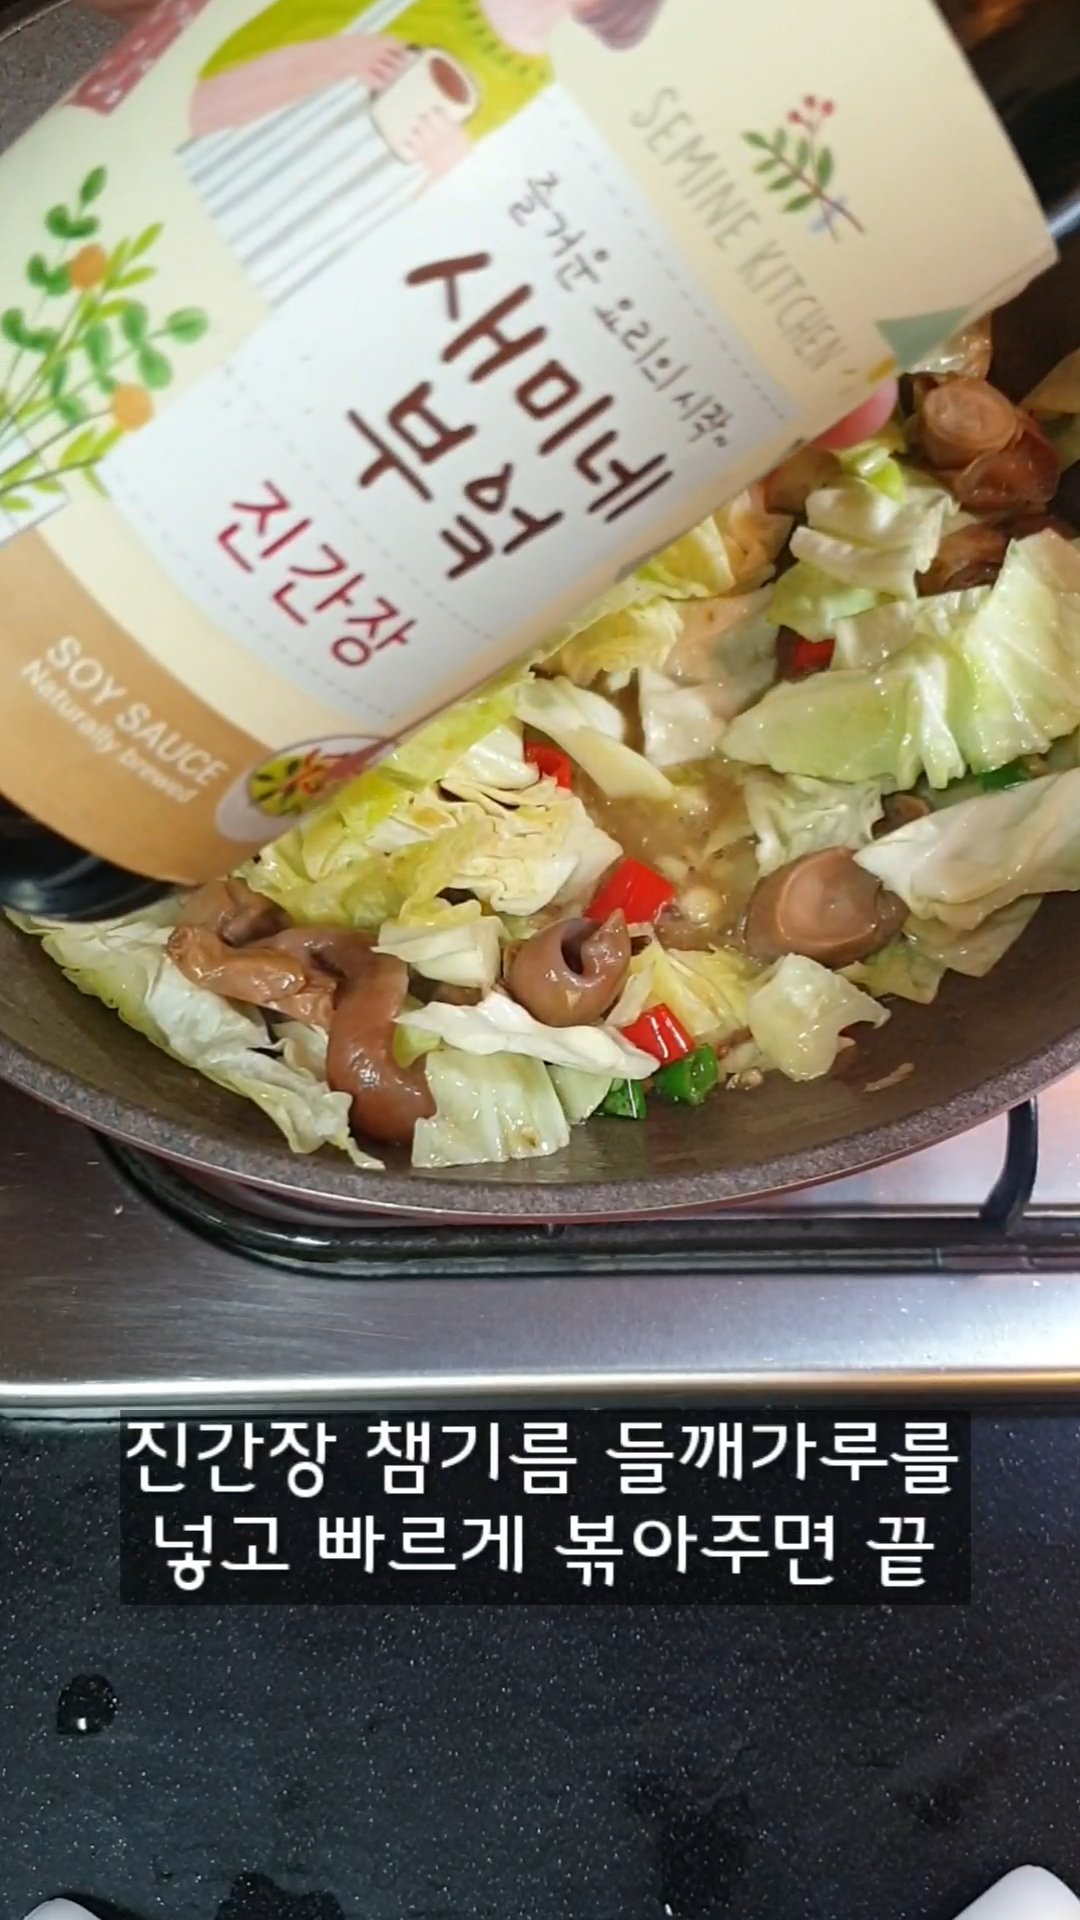 SEMINE KITCHEN
즐거운 요리의 시작
새미네
부엌
진간장
SOY SAUCE
Naturally brewed
진간장 챔기름 들깨가루를
넣고 빠르게 볶아주면 끝